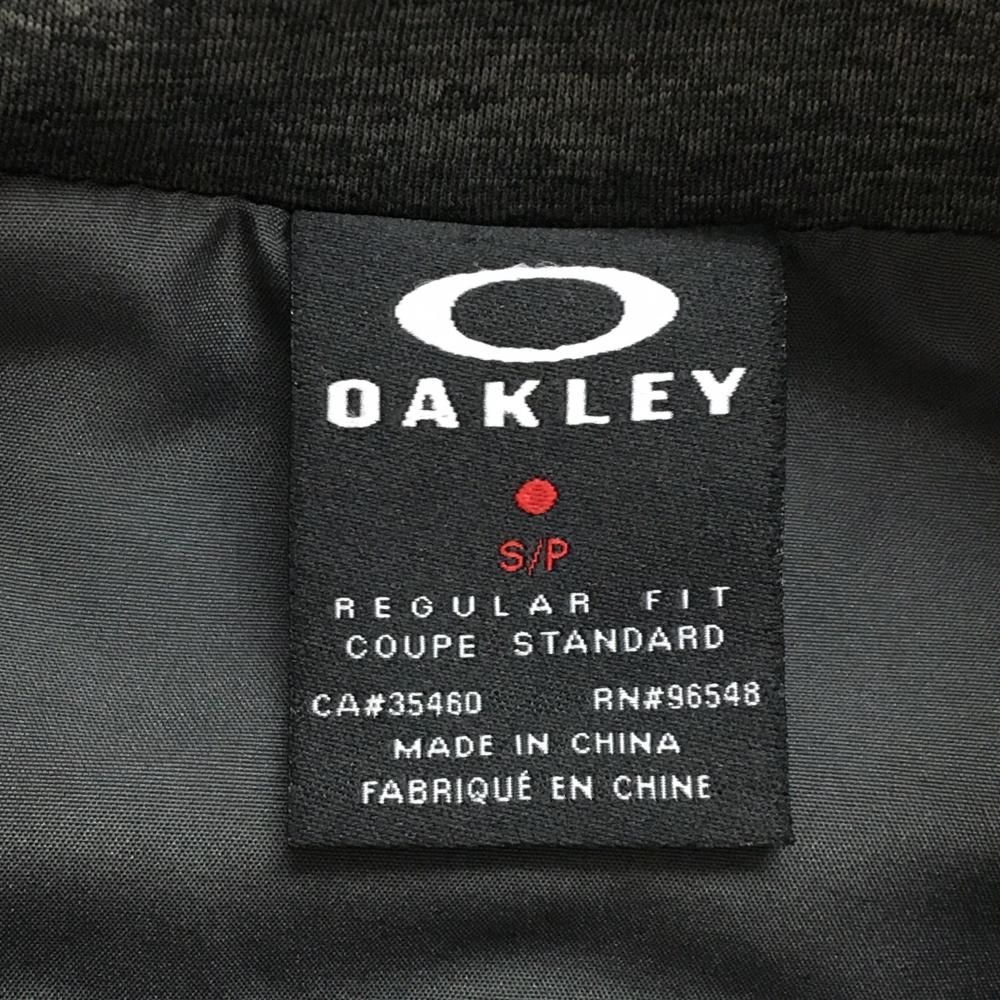 OAKLEY
S/P
REGULAR FIT
COUPE STANDARD
CA#35460 RN#96548
MADE IN CHINA
FABRIQUÉ EN CHINE